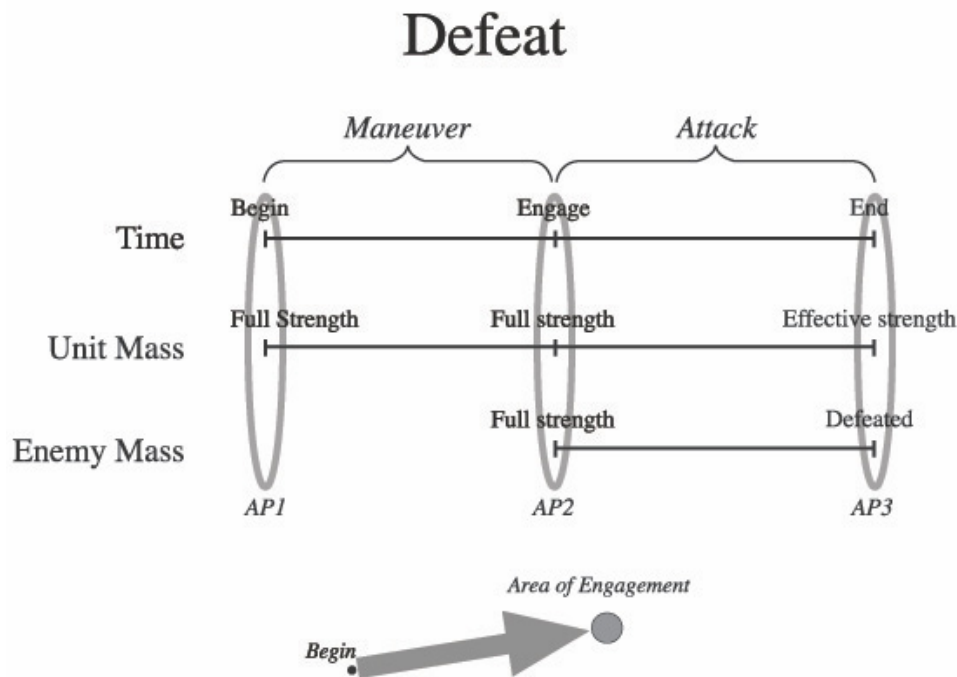 Defeat
Maneuver Attack
Begin Engage End
Time
Full Strength Full strength Effective strength
Unit Mass
Full strength Defeated
Enemy Mass
AP1 AP2 AP3
Area of Engagement
Begin